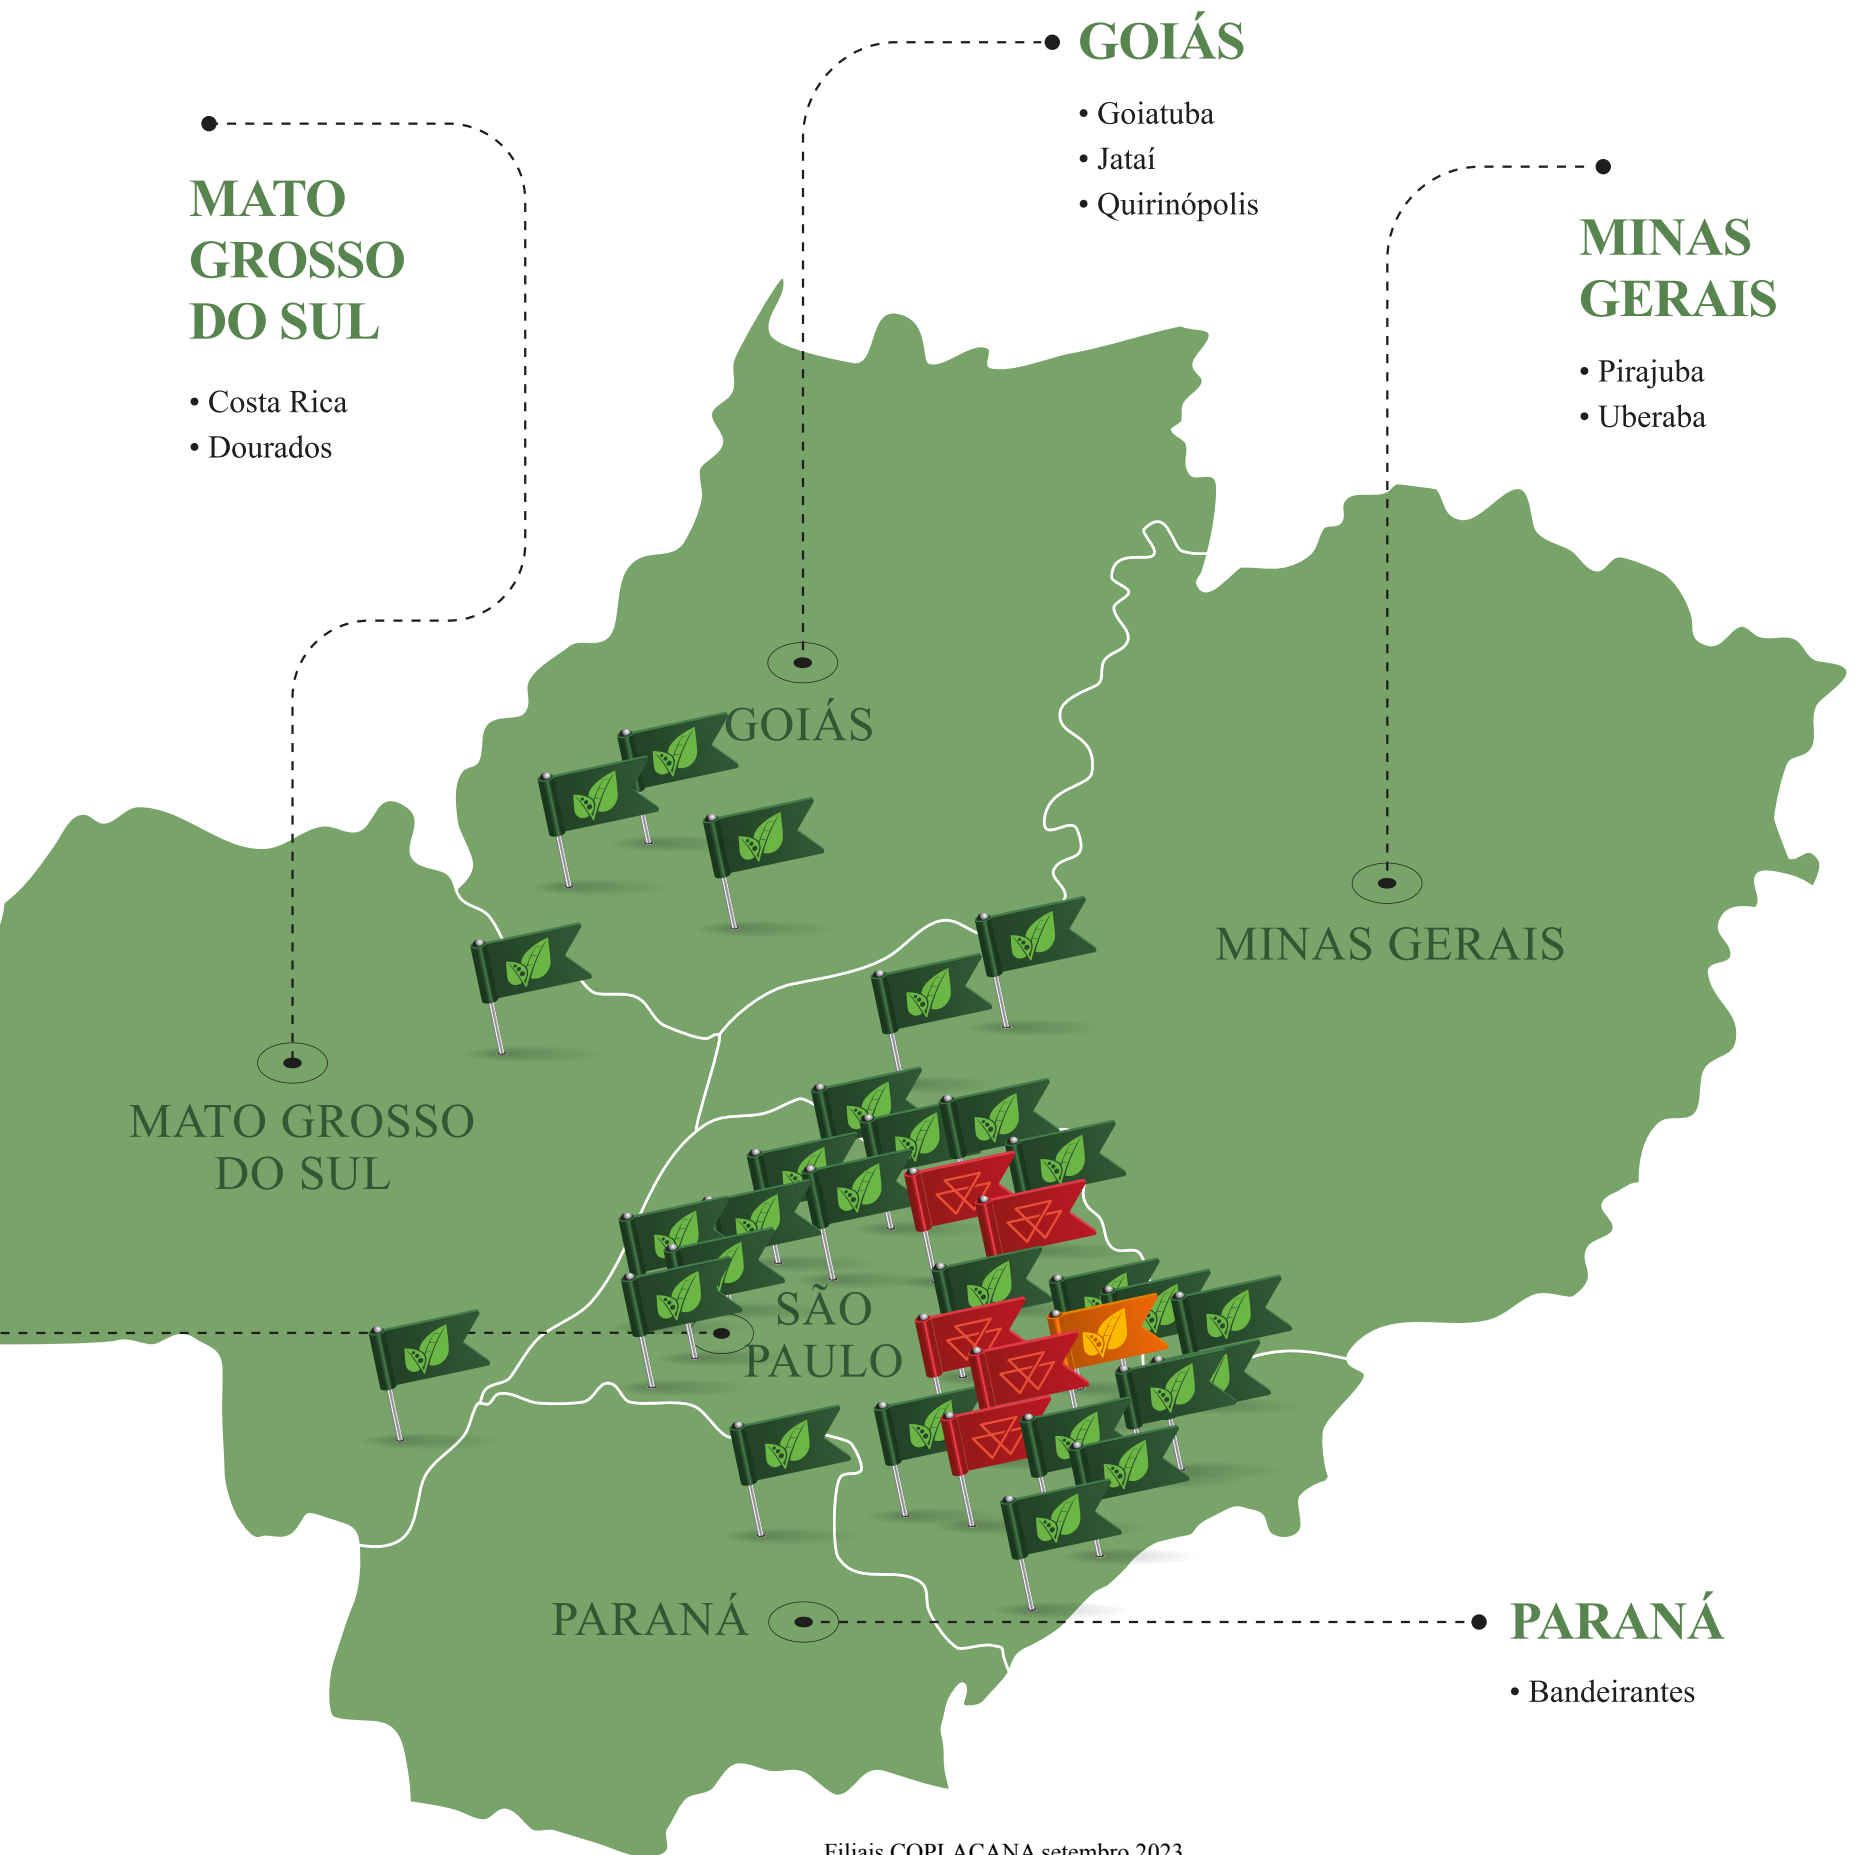 GOIÁS
• Goiatuba
• Jataí
• Quirinópolis
MATO
GROSSO
DO SUL
• Costa Rica
• Dourados
MINAS
GERAIS
• Pirajuba
• Uberaba
GOIÁS
MINAS GERAIS
MATO GROSSO
DO SUL
SÃO
PAULO
PARANÁ
PARANÁ
• Bandeirantes
Filiais COPLACANA setembro 2023